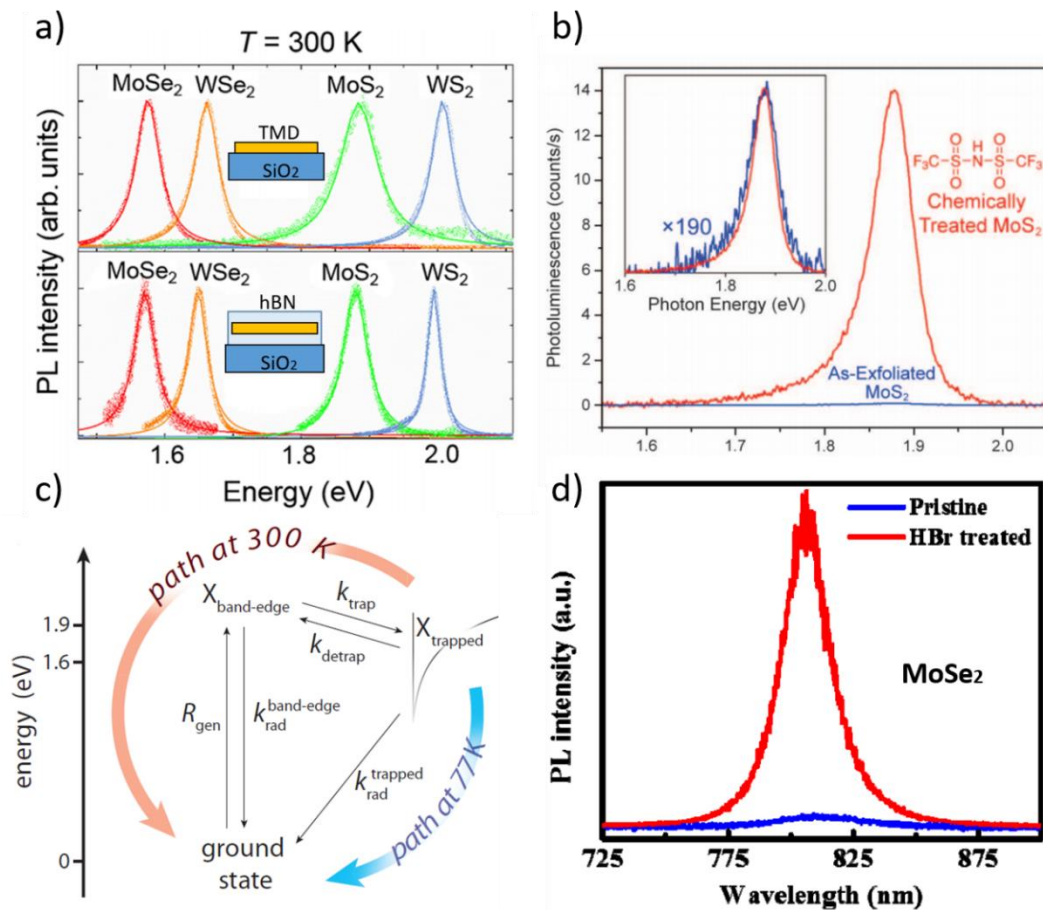 a)
T = 300 K
MoSe2 WSe2 MoS2 WS2
TMD
SiO2
MoSe2 WSe2 MoS2 WS2
hBN
SiO2
PL intensity (arb. units)
1.6 1.8 2.0
Energy (eV)
b)
Photoluminescence (counts/s)
14
12
10
8
6
4
2
0
×190
1.6 1.8 2.0
Photon Energy (eV)
O H O
F3C S N S CF3
O O
Chemically
Treated MoS2
As-Exfoliated
MoS2
1.6 1.7 1.8 1.9 2.0
c)
path at 300 K
Xband-edge
ktrap
kdetrap
Xtrapped
1.9
1.6
energy (eV)
Rgen
krad band-edge
krad trapped
path at 77K
0
ground
state
d)
Pristine
HBr treated
MoSe2
PL intensity (a.u.)
725 775 825 875
Wavelength (nm)